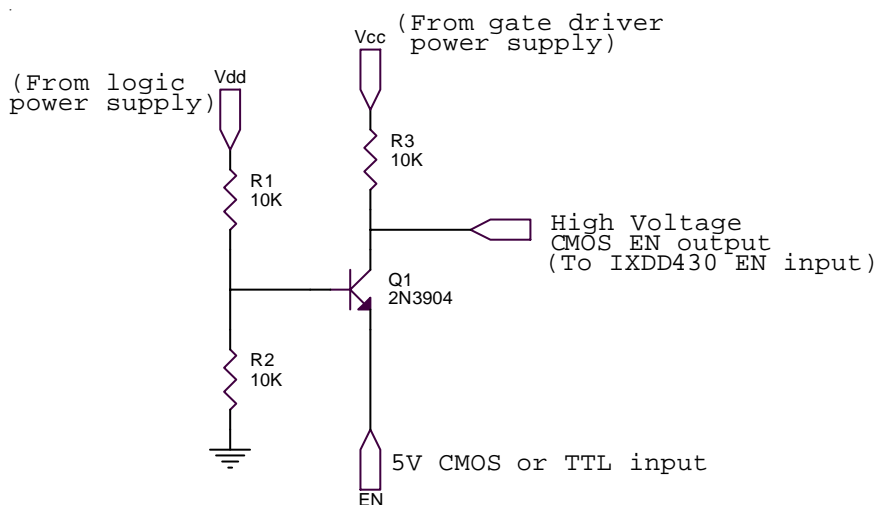 (From gate driver
power supply)
Vcc
(From logic
power supply)
Vdd
R3
10K
R1
10K
High Voltage
CMOS EN output
(To IXDD430 EN input)
Q1
2N3904
R2
10K
5V CMOS or TTL input
EN